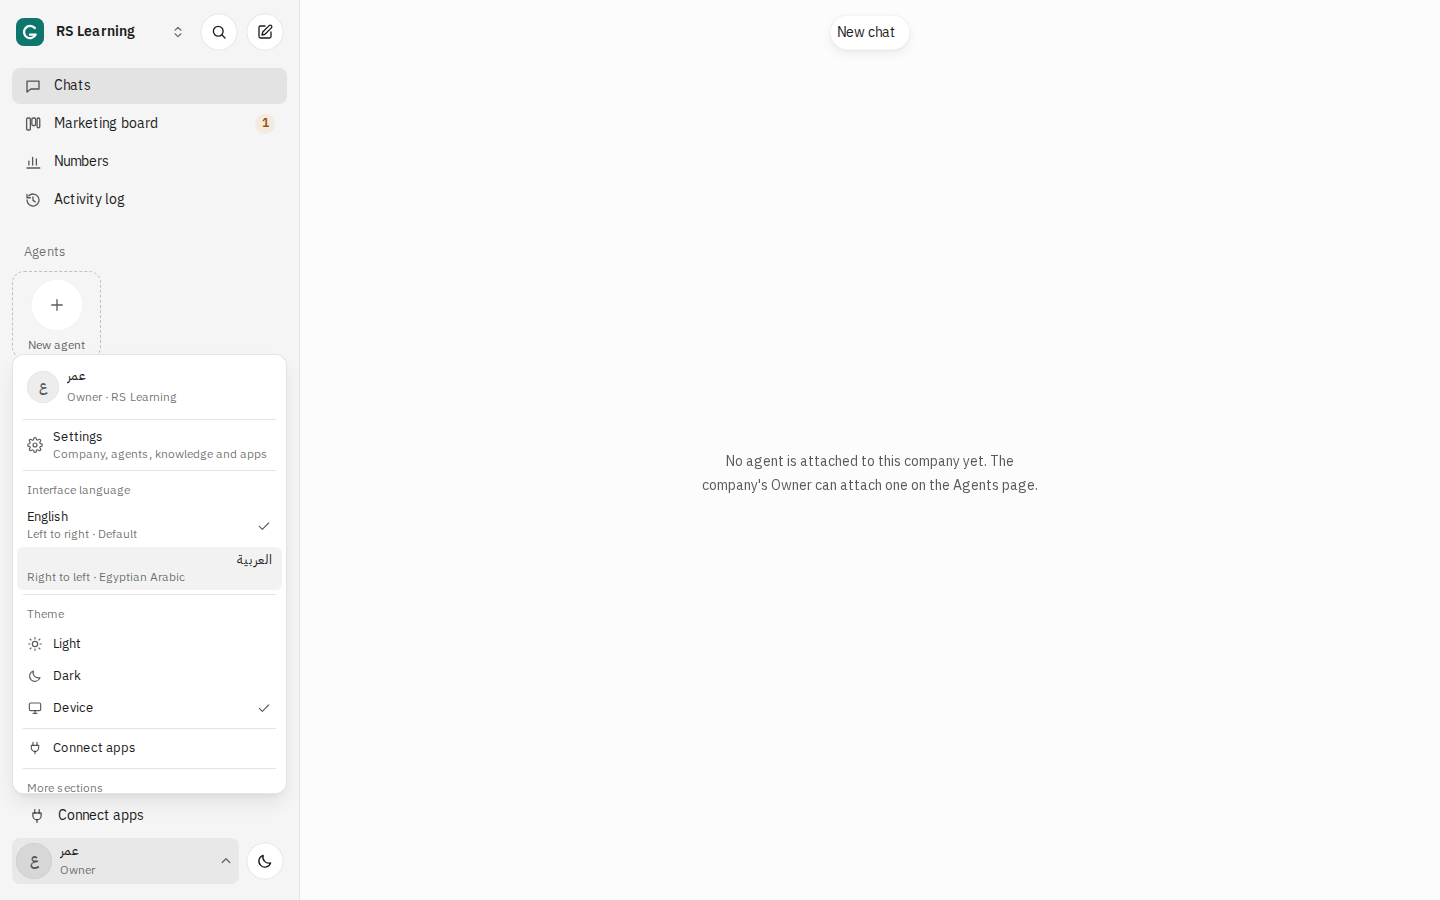 RS Learning
New chat
Chats
Marketing board 1
Numbers
Activity log
Agents
New agent
ع
عمر
Owner · RS Learning
Settings
Company, agents, knowledge and apps
Interface language
English
Left to right · Default
العربية
Right to left · Egyptian Arabic
Theme
Light
Dark
Device
Connect apps
More sections
Connect apps
ع
عمر
Owner
No agent is attached to this company yet. The
company's Owner can attach one on the Agents page.